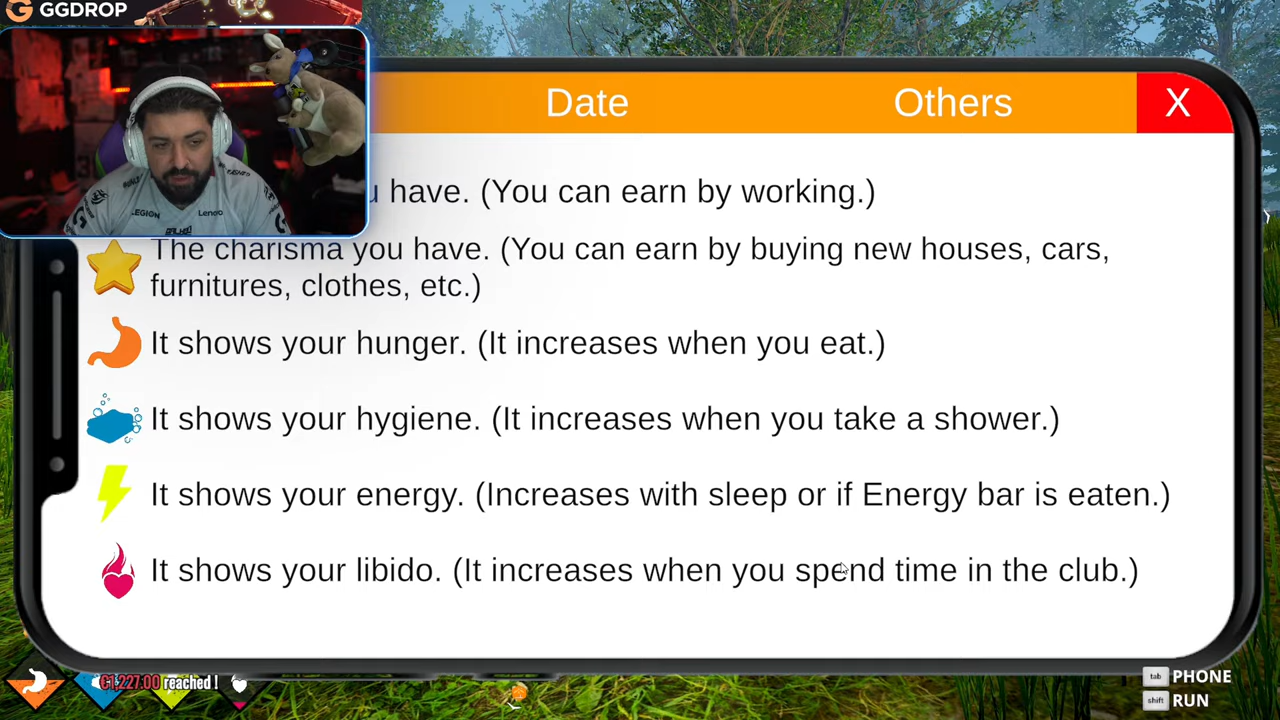 GGDROP
Date
Others
X
have. (You can earn by working.)
The charisma you have. (You can earn by buying new houses, cars,
furnitures, clothes, etc.)
It shows your hunger. (It increases when you eat.)
It shows your hygiene. (It increases when you take a shower.)
It shows your energy. (Increases with sleep or if Energy bar is eaten.)
It shows your libido. (It increases when you spend time in the club.)
LEGION
Lenovo
€1,227.00 reached !
tab PHONE
shift RUN